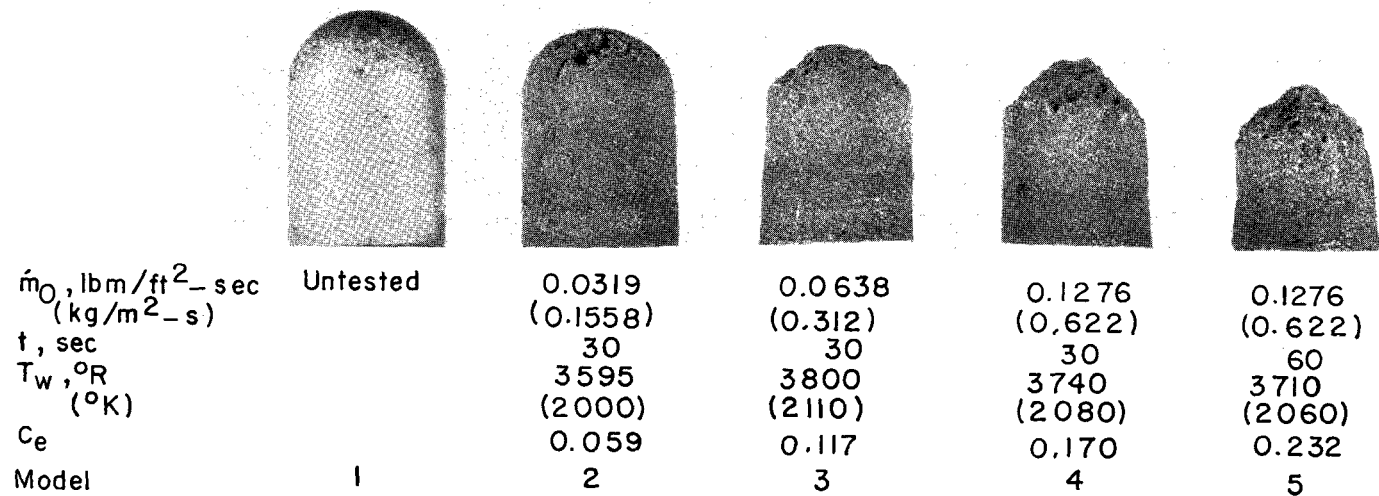 ṁO, lbm/ft2–sec Untested 0.0319 0.0638 0.1276 0.1276
(kg/m2–s) (0.1558) (0.312) (0.622) (0.622)
t, sec 30 30 30 60
Tw, °R 3595 3800 3740 3710
(°K) (2000) (2110) (2080) (2060)
Ce 0.059 0.117 0.170 0.232
Model 1 2 3 4 5